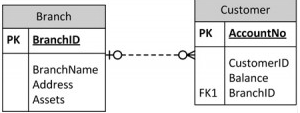 Branch
PK BranchID
BranchName
Address
Assets
Customer
PK AccountNo
CustomerID
Balance
FK1 BranchID